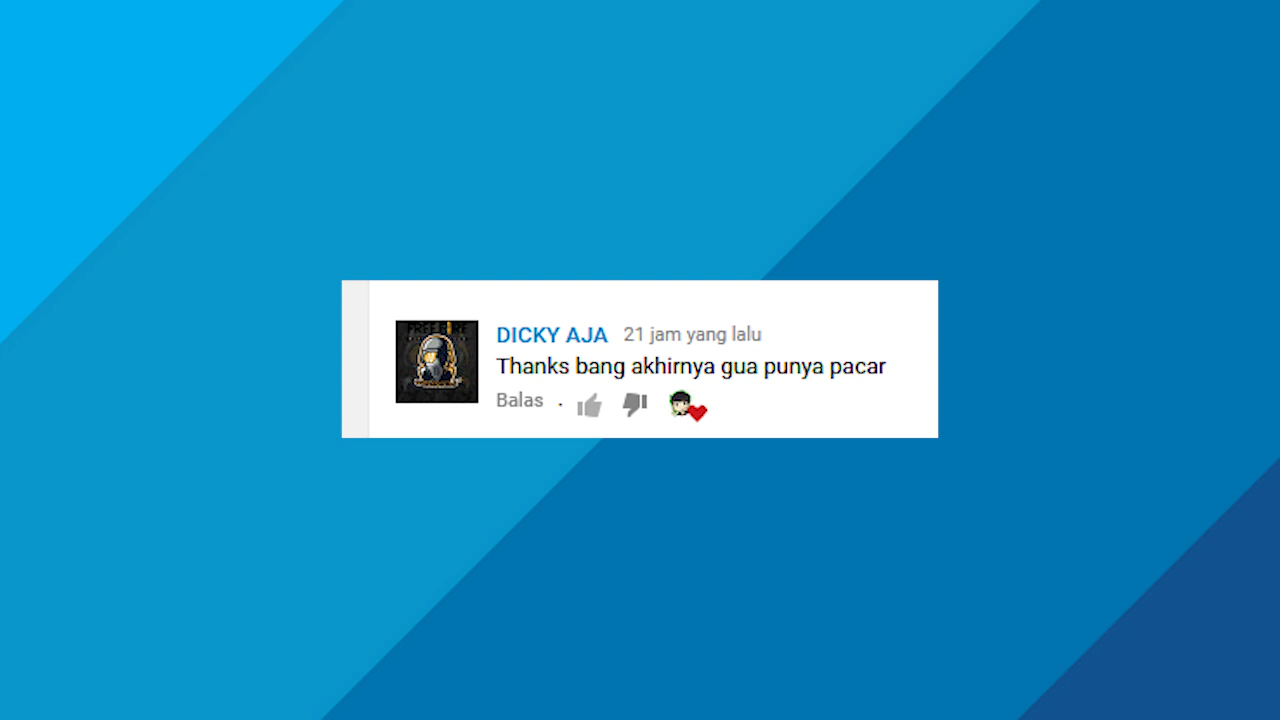 DICKY AJA 21 jam yang lalu
Thanks bang akhirnya gua punya pacar
Balas .